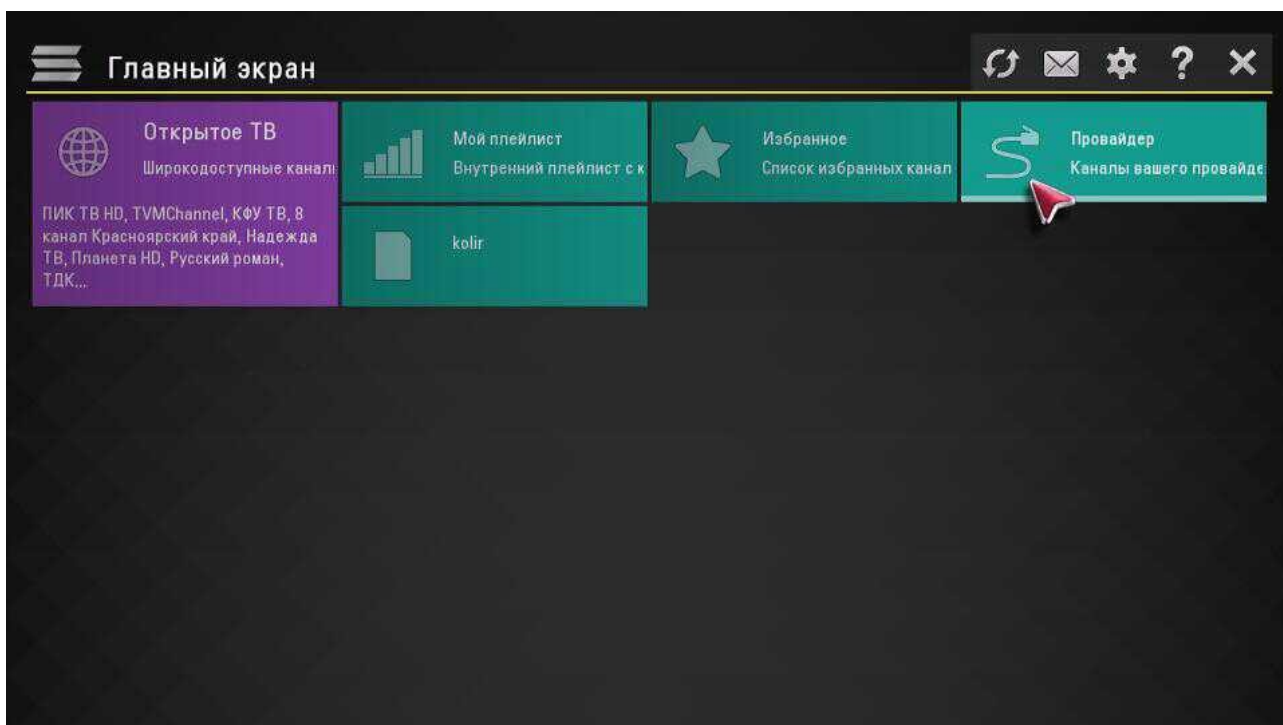 Главный экран
?
Открытое ТВ
Широкодоступные канал
ПИК ТВ HD, TVMChannel, КФУ ТВ, 8
канал Красноярский край, Надежда
ТВ, Планета HD, Русский роман,
ТДК...
Мой плейлист
Внутренний плейлист с к
Избранное
Список избранных канал
Провайдер
Каналы вашего провайде
kolir